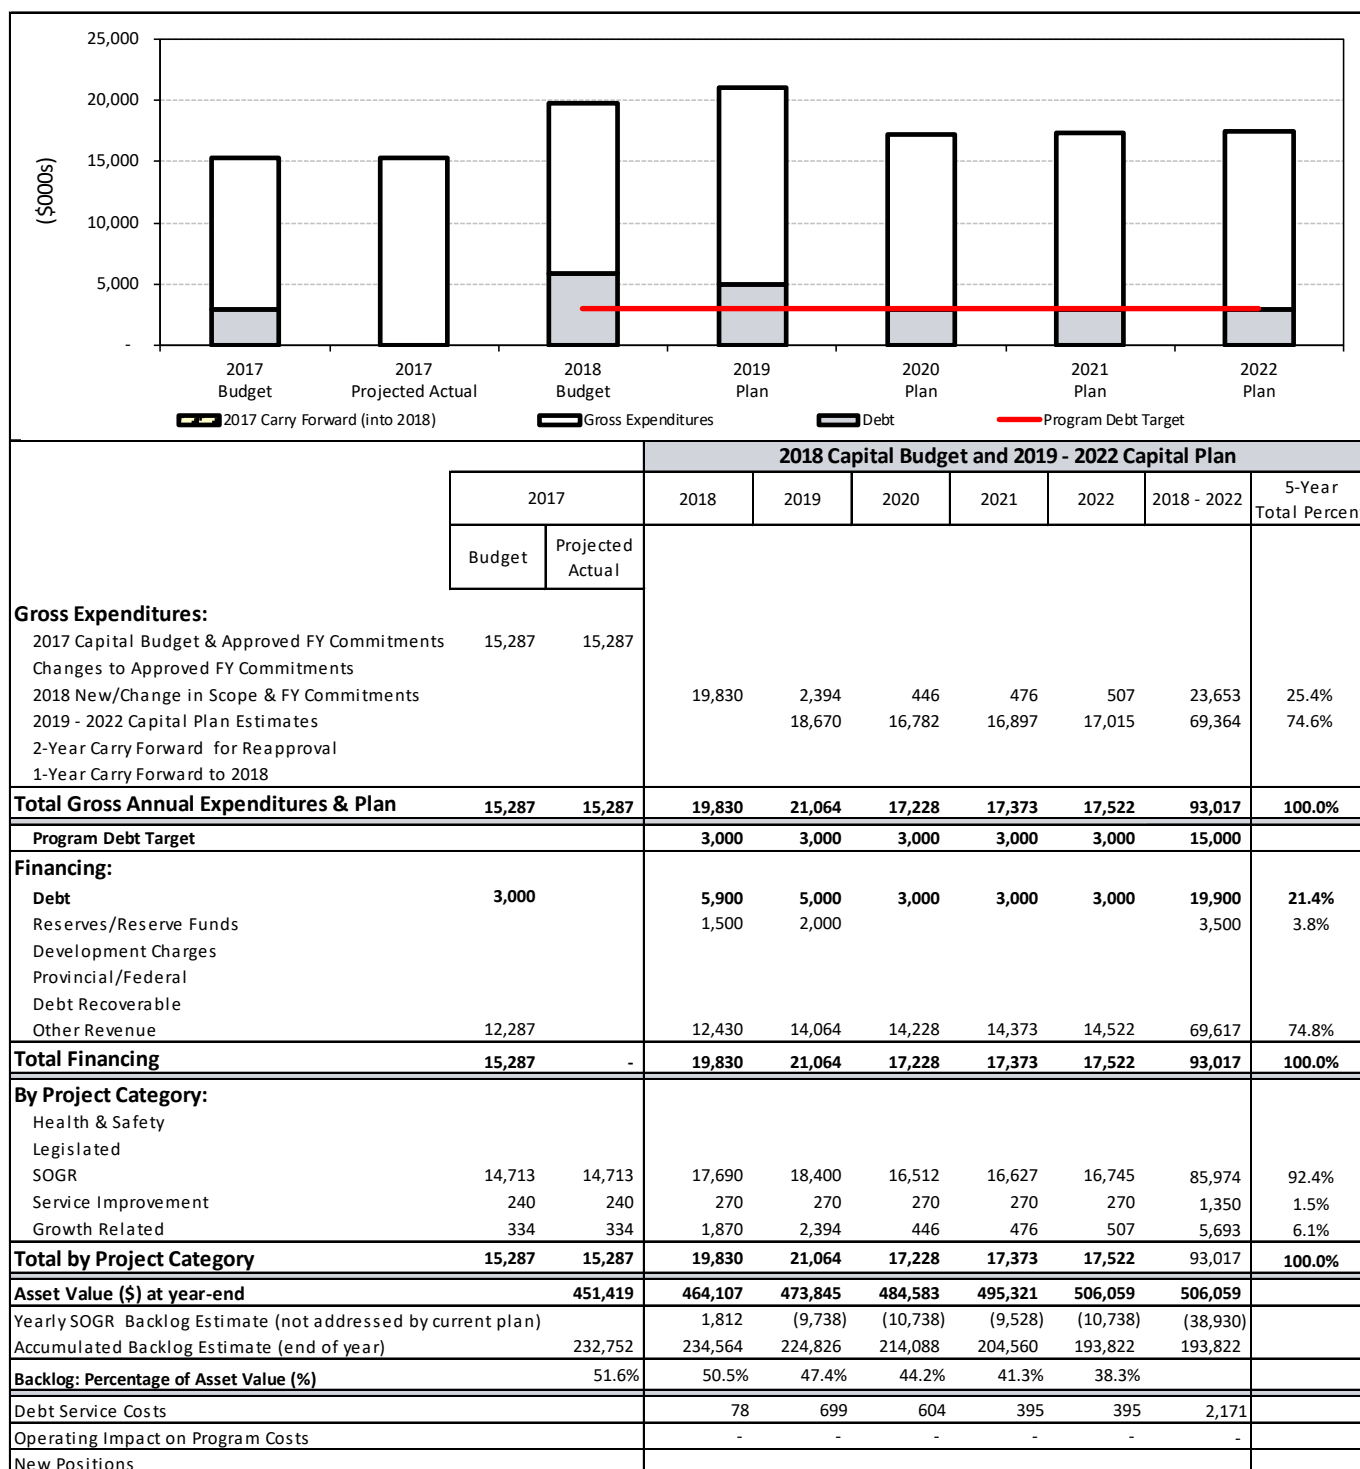 25,000
20,000
15,000
10,000
5,000
-
($000s)
2017 Budget
2017 Projected Actual
2018 Budget
2019 Plan
2020 Plan
2021 Plan
2022 Plan
2017 Carry Forward (into 2018) Gross Expenditures Debt Program Debt Target
2018 Capital Budget and 2019 - 2022 Capital Plan
2017 2018 2019 2020 2021 2022 2018 - 2022 5-Year Total Percen
Budget Projected Actual
Gross Expenditures:
2017 Capital Budget & Approved FY Commitments 15,287 15,287
Changes to Approved FY Commitments
2018 New/Change in Scope & FY Commitments 19,830 2,394 446 476 507 23,653 25.4%
2019 - 2022 Capital Plan Estimates 18,670 16,782 16,897 17,015 69,364 74.6%
2-Year Carry Forward for Reapproval
1-Year Carry Forward to 2018
Total Gross Annual Expenditures & Plan 15,287 15,287 19,830 21,064 17,228 17,373 17,522 93,017 100.0%
Program Debt Target 3,000 3,000 3,000 3,000 3,000 15,000
Financing:
Debt 3,000 5,900 5,000 3,000 3,000 3,000 19,900 21.4%
Reserves/Reserve Funds 1,500 2,000 3,500 3.8%
Development Charges
Provincial/Federal
Debt Recoverable
Other Revenue 12,287 12,430 14,064 14,228 14,373 14,522 69,617 74.8%
Total Financing 15,287 - 19,830 21,064 17,228 17,373 17,522 93,017 100.0%
By Project Category:
Health & Safety
Legislated
SOGR 14,713 14,713 17,690 18,400 16,512 16,627 16,745 85,974 92.4%
Service Improvement 240 240 270 270 270 270 270 1,350 1.5%
Growth Related 334 334 1,870 2,394 446 476 507 5,693 6.1%
Total by Project Category 15,287 15,287 19,830 21,064 17,228 17,373 17,522 93,017 100.0%
Asset Value ($) at year-end 451,419 464,107 473,845 484,583 495,321 506,059 506,059
Yearly SOGR Backlog Estimate (not addressed by current plan) 1,812 (9,738) (10,738) (9,528) (10,738) (38,930)
Accumulated Backlog Estimate (end of year) 232,752 234,564 224,826 214,088 204,560 193,822 193,822
Backlog: Percentage of Asset Value (%) 51.6% 50.5% 47.4% 44.2% 41.3% 38.3%
Debt Service Costs 78 699 604 395 395 2,171
Operating Impact on Program Costs - - - - - -
New Positions